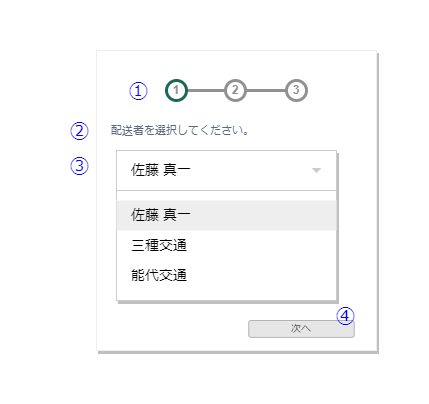 ① 1 2 3
② 配送者を選択してください。
③ 佐藤 真一
佐藤 真一
三種交通
能代交通
④
次へ